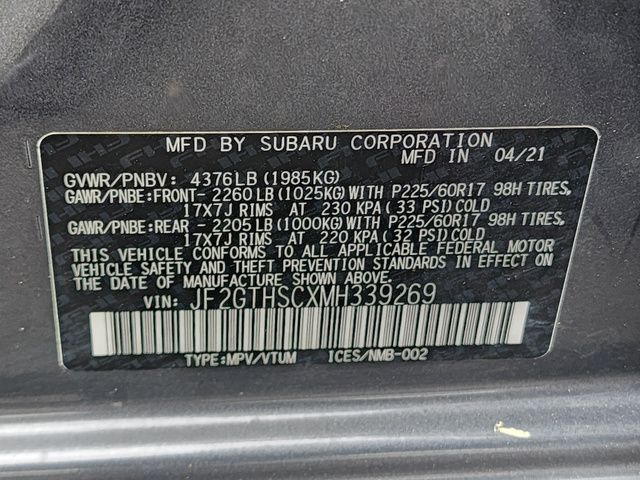 MFD BY SUBARU CORPORATION
MFD IN 04/21
GVWR/PNBV: 4376LB (1985KG)
GAWR/PNBE:FRONT-2260LB(1025KG)WITH P225/60R17 98H TIRES,
17x7J RIMS AT 230 KPA (33 PSI)COLD
GAWR/PNBE:REAR -2205LB(1000KG)WITH P225/60R17 98H TIRES,
17x7J RIMS AT 220 KPA (32 PSI)COLD
THIS VEHICLE CONFORMS TO ALL APPLICABLE FEDERAL MOTOR
VEHICLE SAFETY AND THEFT PREVENTION STANDARDS IN EFFECT ON
THE DATE OF MANUFACTURE SHOWN ABOVE.
VIN: JF2GTHSCXMH339269
TYPE:MPV/VTUM ICES/NMB-002